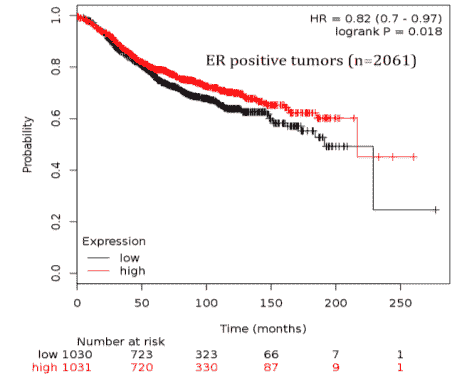 HR = 0.82 (0.7 - 0.97)
logrank P = 0.018
ER positive tumors (n=2061)
Probability
1.0
0.8
0.6
0.4
0.2
0.0
Expression
low
high
0 50 100 150 200 250
Time (months)
Number at risk
low 1030 723 323 66 7 1
high 1031 720 330 87 9 1